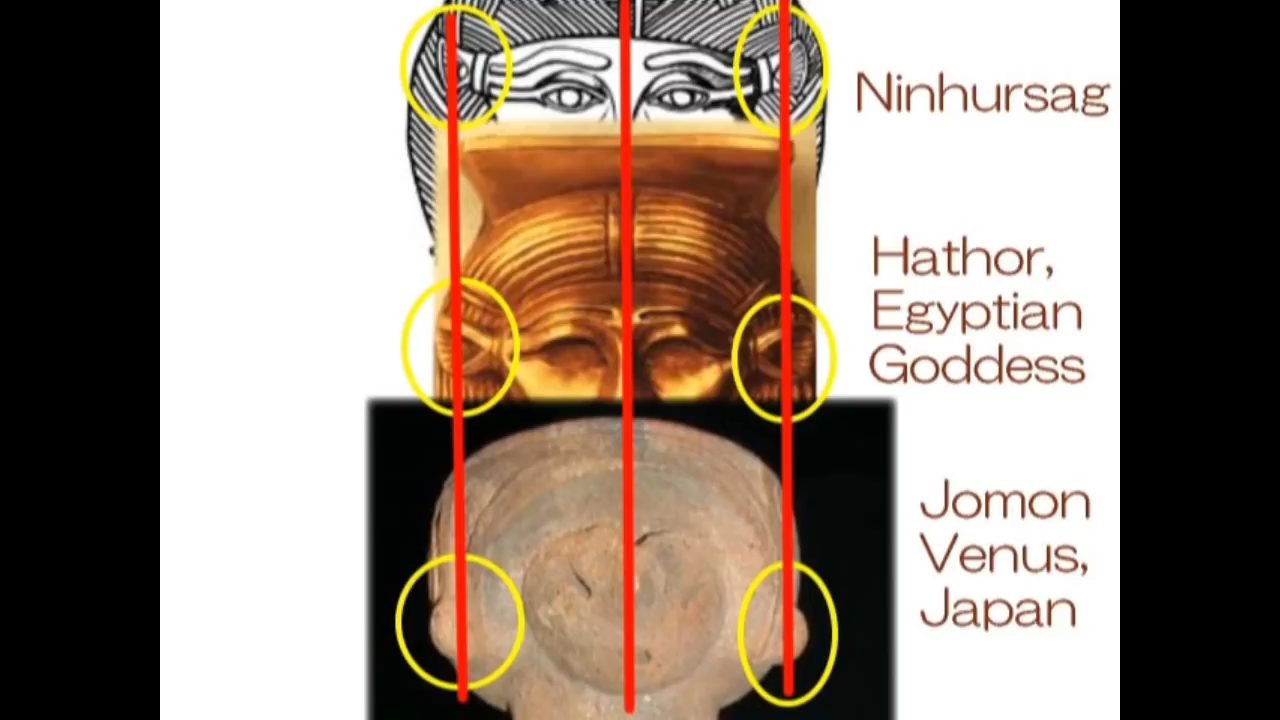 Ninhursag
Hathor,
Egyptian
Goddess
Jomon
Venus,
Japan